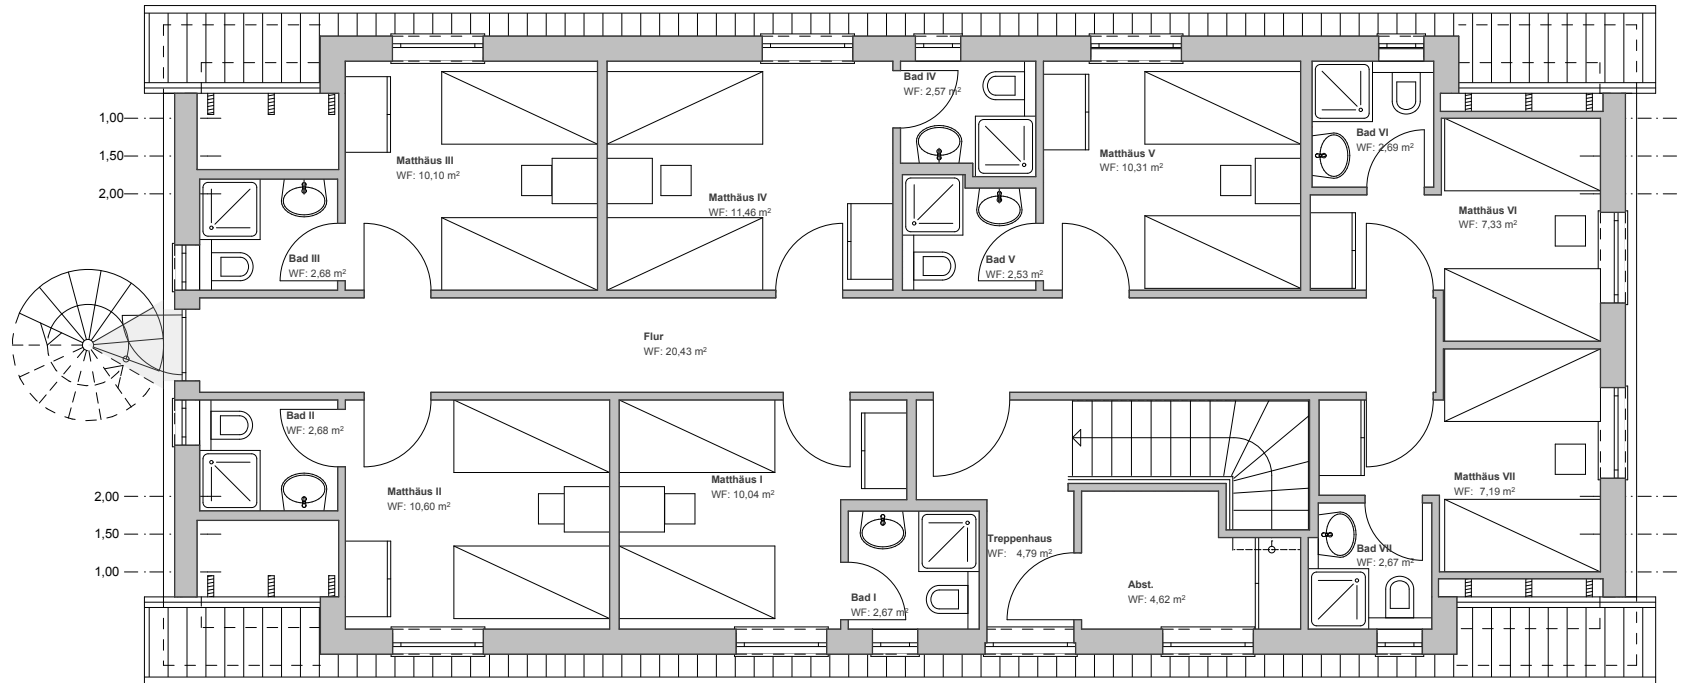 Bad IV
WF: 2,57 m²
1,00
1,50
2,00
Matthäus III
WF: 10,10 m²
Matthäus IV
WF: 11,46 m²
Matthäus V
WF: 10,31 m²
Bad VI
WF: 2,69 m²
Matthäus VI
WF: 7,33 m²
Bad III
WF: 2,68 m²
Bad V
WF: 2,53 m²
Flur
WF: 20,43 m²
Bad II
WF: 2,68 m²
Matthäus II
WF: 10,60 m²
Matthäus I
WF: 10,04 m²
Matthäus VII
WF: 7,19 m²
2,00
1,50
1,00
Treppenhaus
WF: 4,79 m²
Bad VII
WF: 2,67 m²
Abst.
WF: 4,62 m²
Bad I
WF: 2,67 m²